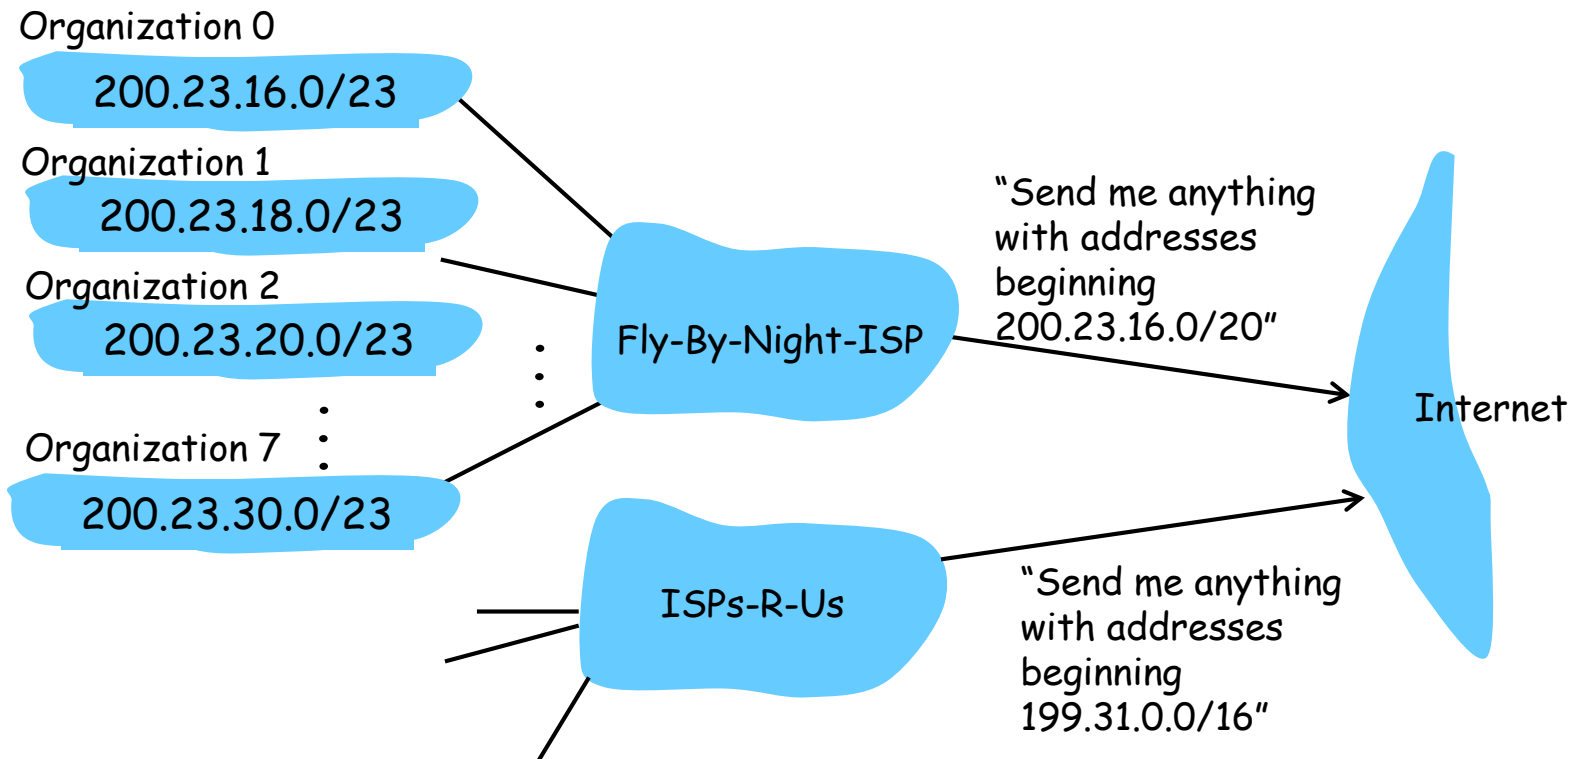 Organization 0
200.23.16.0/23
Organization 1
200.23.18.0/23
Organization 2
200.23.20.0/23
Organization 7
200.23.30.0/23
Fly-By-Night-ISP
ISPs-R-Us
“Send me anything
with addresses
beginning
200.23.16.0/20”
“Send me anything
with addresses
beginning
199.31.0.0/16”
Internet